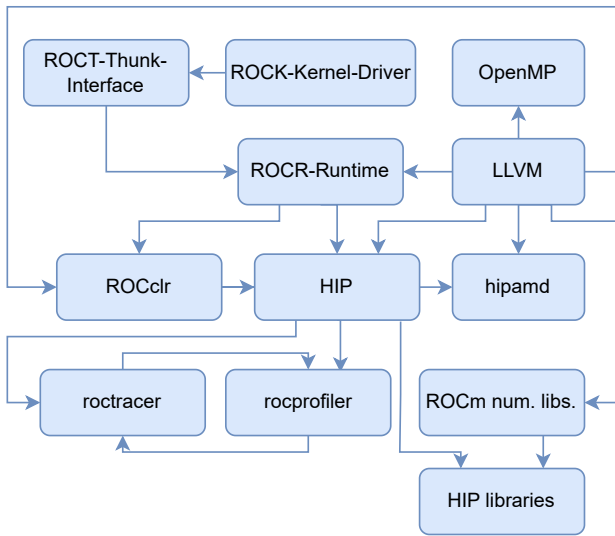 ROCT-Thunk-
Interface
ROCK-Kernel-Driver
OpenMP
ROCR-Runtime
LLVM
ROCclr
HIP
hipamd
roctracer
rocprofiler
ROCm num. libs.
HIP libraries